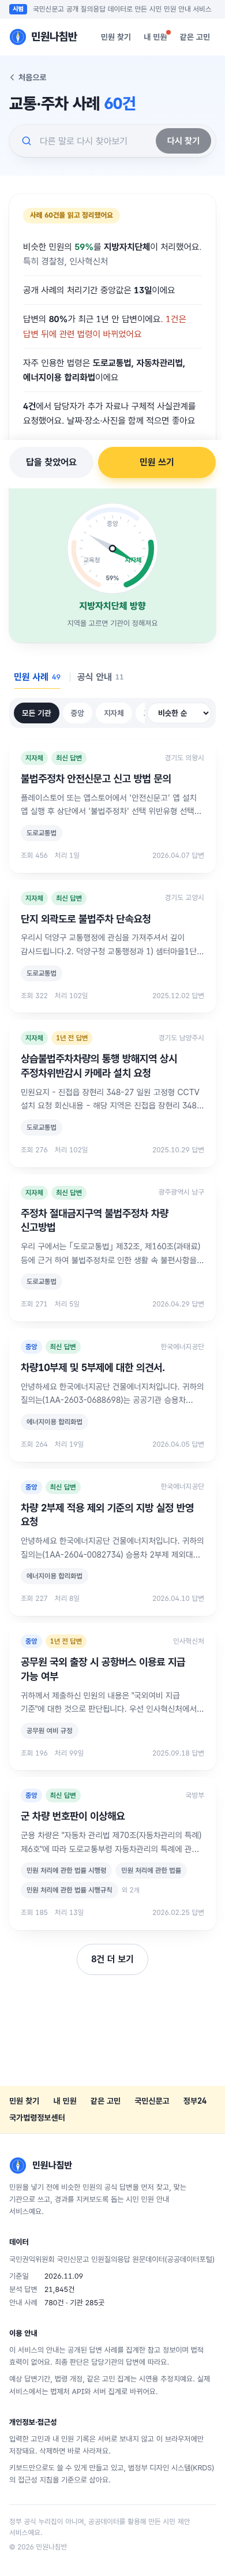 시범 국민신문고 공개 질의응답 데이터로 만든 시민 민원 안내 서비스
민원나침반
민원 찾기 내 민원 같은 고민
처음으로
교통·주차 사례 60건
다른 말로 다시 찾아보기
다시 찾기
사례 60건을 읽고 정리했어요
비슷한 민원의 59%를 지방자치단체이 처리했어요.
특히 경찰청, 인사혁신처
공개 사례의 처리기간 중앙값은 13일이에요
답변의 80%가 최근 1년 안 답변이에요. 1건은
답변 뒤에 관련 법령이 바뀌었어요
자주 인용한 법령은 도로교통법, 자동차관리법,
에너지이용 합리화법이에요
4건에서 담당자가 추가 자료나 구체적 사실관계를
요청했어요. 날짜·장소·사진을 함께 적으면 좋아요
답을 찾았어요
민원 쓰기
중앙
교육청
지자체
59%
지방자치단체 방향
지역을 고르면 기관이 정해져요
민원 사례 49
공식 안내 11
모든 기관
중앙
지자체
비슷한 순
지자체 최신 답변 경기도 의왕시
불법주정차 안전신문고 신고 방법 문의
플레이스토어 또는 앱스토어에서 '안전신문고' 앱 설치
앱 실행 후 상단에서 '불법주정차' 선택 위반유형 선택...
도로교통법
조회 456 처리 1일 2026.04.07 답변
지자체 최신 답변 경기도 고양시
단지 외곽도로 불법주차 단속요청
우리시 덕양구 교통행정에 관심을 가져주셔서 깊이
감사드립니다.2. 덕양구청 교통행정과 1) 샘터마을1단...
도로교통법
조회 322 처리 102일 2025.12.02 답변
지자체 1년 전 답변 경기도 남양주시
상습불법주차차량의 통행 방해지역 상시
주정차위반감시 카메라 설치 요청
민원요지 - 진접읍 장현리 348-27 일원 고정형 CCTV
설치 요청 회신내용 - 해당 지역은 진접읍 장현리 348...
도로교통법
조회 276 처리 102일 2025.10.29 답변
지자체 최신 답변 광주광역시 남구
주정차 절대금지구역 불법주정차 차량
신고방법
우리 구에서는 「도로교통법」 제32조, 제160조(과태료)
등에 근거 하여 불법주정차로 인한 생활 속 불편사항을...
도로교통법
조회 271 처리 5일 2026.04.29 답변
중앙 최신 답변 한국에너지공단
차량10부제 및 5부제에 대한 의견서.
안녕하세요 한국에너지공단 건물에너지처입니다. 귀하의
질의는(1AA-2603-0688698)는 공공기관 승용차...
에너지이용 합리화법
조회 264 처리 19일 2026.04.05 답변
중앙 최신 답변 한국에너지공단
차량 2부제 적용 제외 기준의 지방 실정 반영
요청
안녕하세요 한국에너지공단 건물에너지처입니다. 귀하의
질의는(1AA-2604-0082734) 승용차 2부제 제외대...
에너지이용 합리화법
조회 227 처리 8일 2026.04.10 답변
중앙 1년 전 답변 인사혁신처
공무원 국외 출장 시 공항버스 이용료 지급
가능 여부
귀하께서 제출하신 민원의 내용은 "국외여비 지급
기준"에 대한 것으로 판단됩니다. 우선 인사혁신처에서...
공무원 여비 규정
조회 196 처리 99일 2025.09.18 답변
중앙 최신 답변 국방부
군 차량 번호판이 이상해요
군용 차량은 "자동차 관리법 제70조(자동차관리의 특례)
제6호"에 따라 도로교통부령 자동차관리의 특례에 관...
민원 처리에 관한 법률 시행령 민원 처리에 관한 법률
민원 처리에 관한 법률 시행규칙 외 2개
조회 185 처리 13일 2026.02.25 답변
8건 더 보기
민원 찾기 내 민원 같은 고민 국민신문고 정부24
국가법령정보센터
민원나침반
민원을 넣기 전에 비슷한 민원의 공식 답변을 먼저 찾고, 맞는
기관으로 쓰고, 경과를 지켜보도록 돕는 시민 민원 안내
서비스예요.
데이터
국민권익위원회 국민신문고 민원질의응답 원문데이터(공공데이터포털)
기준일 2026.11.09
분석 답변 21,845건
안내 사례 780건 · 기관 285곳
이용 안내
이 서비스의 안내는 공개된 답변 사례를 집계한 참고 정보이며 법적
효력이 없어요. 최종 판단은 담당기관의 답변에 따라요.
예상 답변기간, 법령 개정, 같은 고민 집계는 시연용 추정치예요. 실제
서비스에서는 법제처 API와 서버 집계로 바뀌어요.
개인정보·접근성
입력한 고민과 내 민원 기록은 서버로 보내지 않고 이 브라우저에만
저장돼요. 삭제하면 바로 사라져요.
키보드만으로도 쓸 수 있게 만들고 있고, 범정부 디자인 시스템(KRDS)
의 접근성 지침을 기준으로 삼아요.
정부 공식 누리집이 아니며, 공공데이터를 활용해 만든 시민 제안
서비스예요.
© 2026 민원나침반